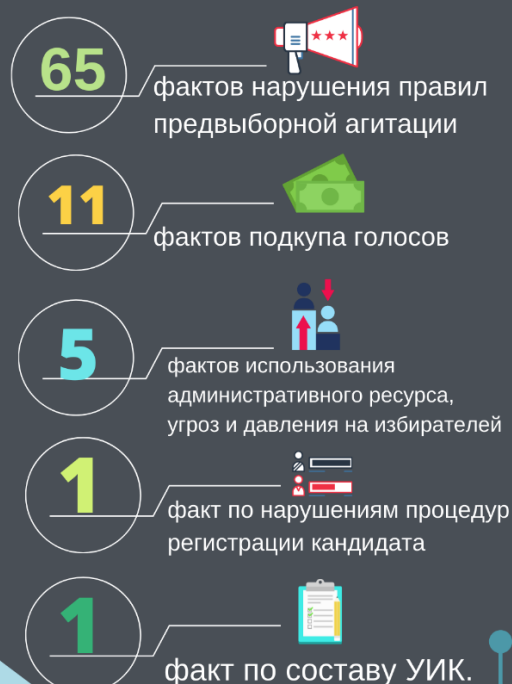 65
фактов нарушения правил
предвыборной агитации
11
фактов подкупа голосов
5
фактов использования
административного ресурса,
угроз и давления на избирателей
1
факт по нарушениям процедур
регистрации кандидата
1
факт по составу УИК.